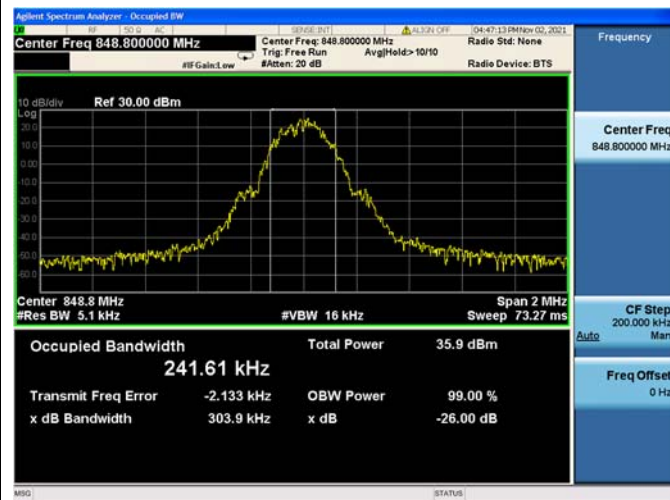 Agilent Spectrum Analyzer - Occupied BW
RF 50 Ω AC SENSE:INT ALIGN OFF 04:47:13 PM Nov 02, 2021
Center Freq 848.800000 MHz Center Freq: 848.800000 MHz Radio Std: None Frequency
Trig: Free Run Avg|Hold:>10/10
#IFGain:Low #Atten: 20 dB Radio Device: BTS
10 dB/div Ref 30.00 dBm
Log
20.0
10.0
0.00
-10.0
-20.0
-30.0
-40.0
-50.0
-60.0
Center 848.8 MHz Span 2 MHz
#Res BW 5.1 kHz #VBW 16 kHz Sweep 73.27 ms
Occupied Bandwidth Total Power 35.9 dBm
241.61 kHz
Transmit Freq Error -2.133 kHz OBW Power 99.00 %
x dB Bandwidth 303.9 kHz x dB -26.00 dB
Center Freq
848.800000 MHz
CF Step
200.000 kHz
Auto Man
Freq Offset
0 Hz
MSG STATUS